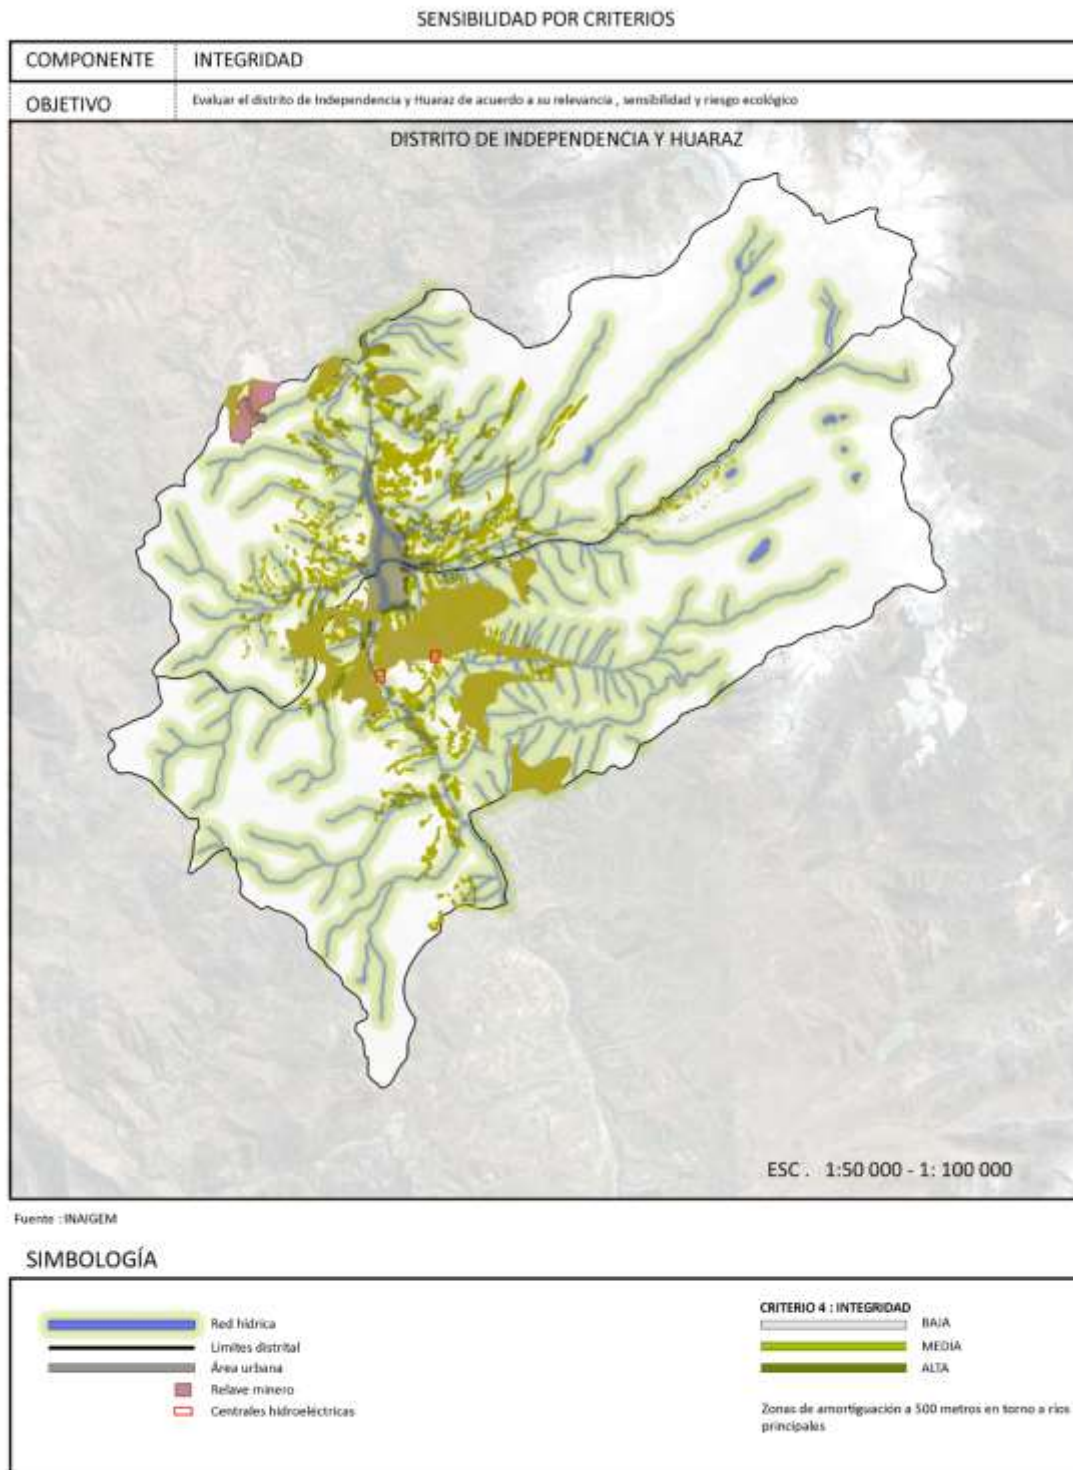 SENSIBILIDAD POR CRITERIOS
COMPONENTE INTEGRIDAD
OBJETIVO Evaluar el distrito de Independencia y Huaraz de acuerdo a su relevancia , sensibilidad y riesgo ecológico
DISTRITO DE INDEPENDENCIA Y HUARAZ
ESC . 1:50 000 - 1: 100 000
Fuente : INAIGEM
SIMBOLOGÍA
Red hídrica
Limites distrital
Área urbana
Relave minero
Centrales hidroeléctricas
CRITERIO 4 : INTEGRIDAD
BAJA
MEDIA
ALTA
Zonas de amortiguación a 500 metros en torno a ríos
principales